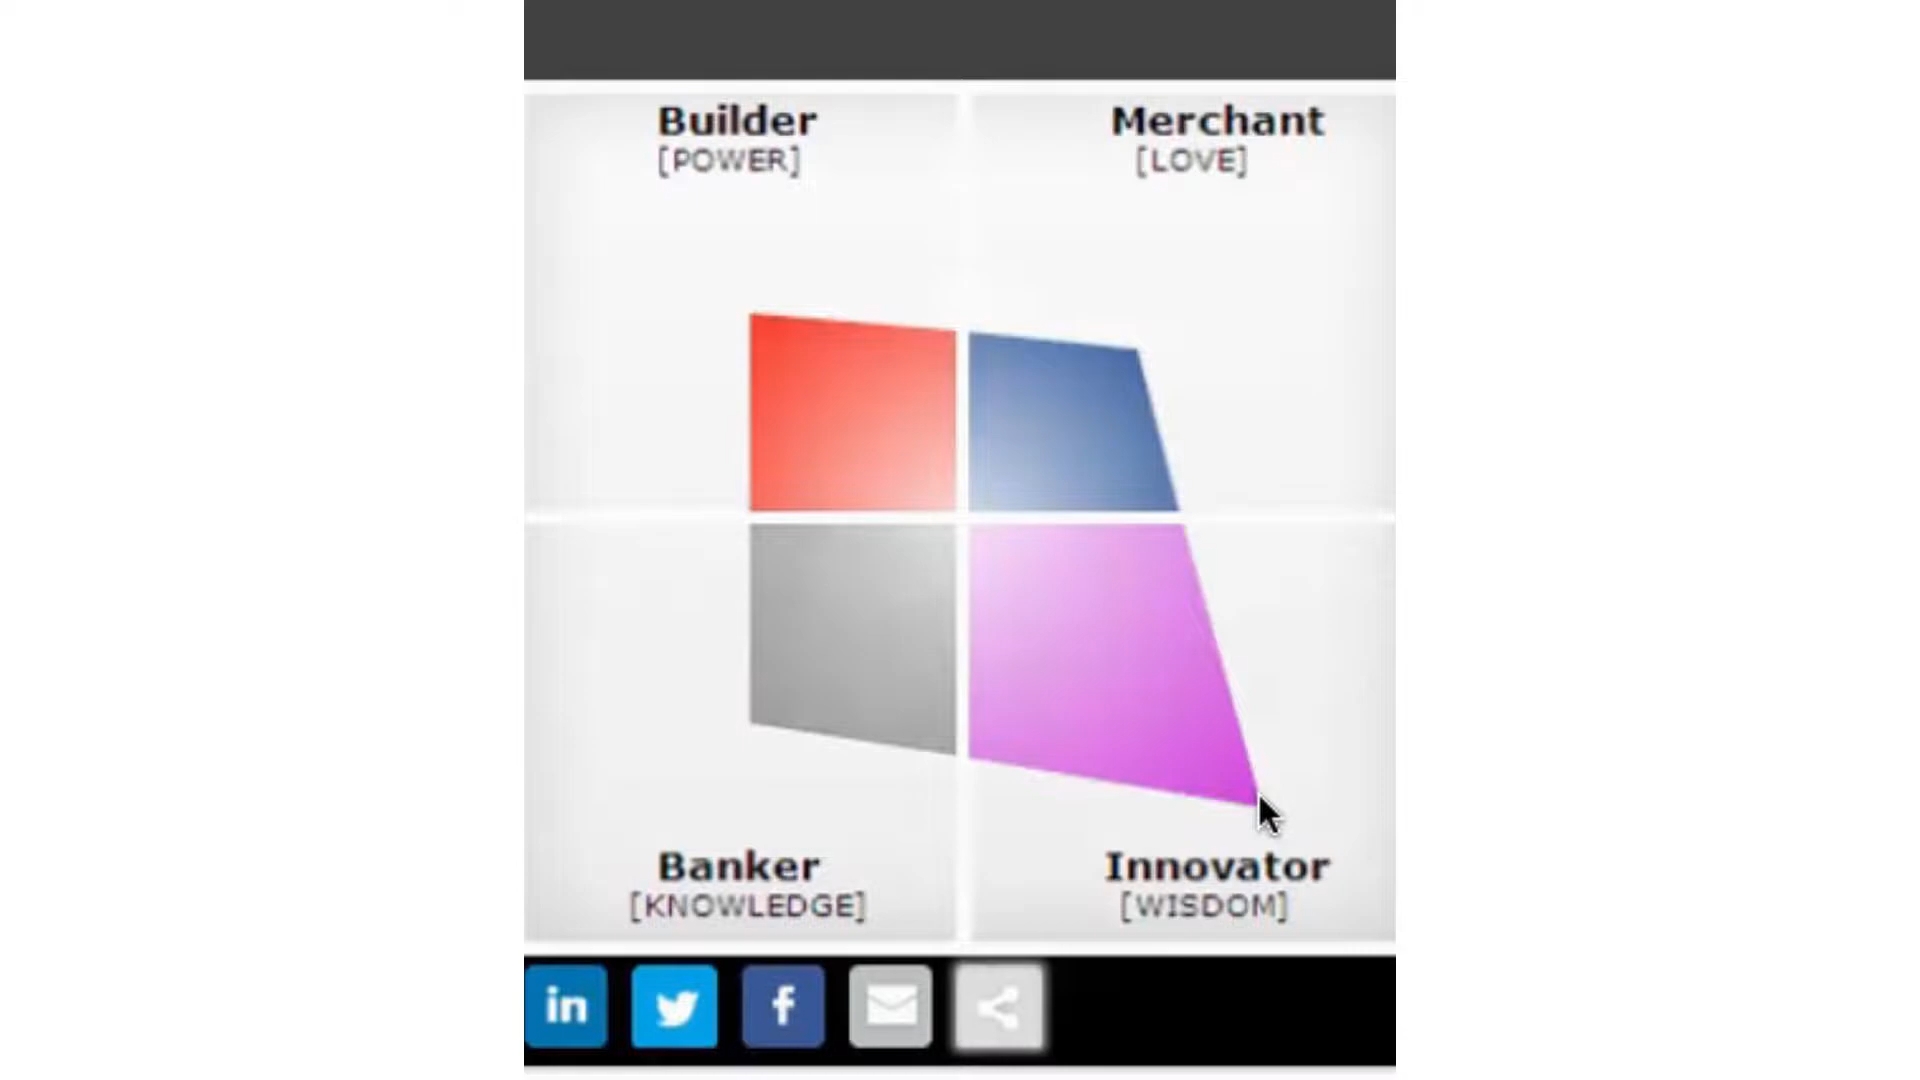 Builder
[POWER]
Merchant
[LOVE]
Banker
[KNOWLEDGE]
Innovator
[WISDOM]
in
f